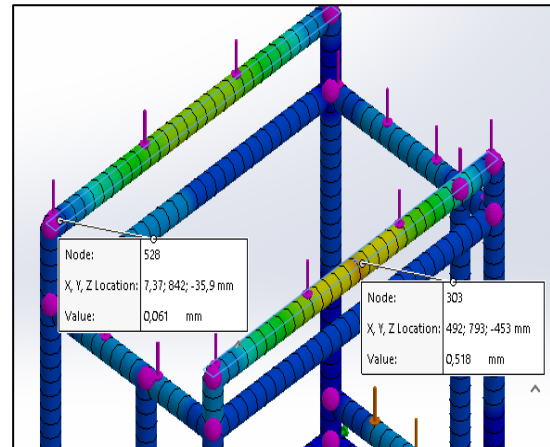 Node: 528
X, Y, Z Location: 7,37; 842; -35,9 mm
Value: 0,061 mm
Node: 303
X, Y, Z Location: 492; 793; -453 mm
Value: 0,518 mm